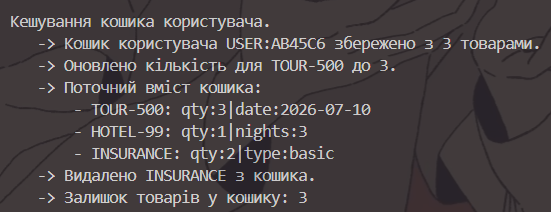 Кешування кошика користувача.
-> Кошик користувача USER:AB45C6 збережено з 3 товарами.
-> Оновлено кількість для TOUR-500 до 3.
-> Поточний вміст кошика:
- TOUR-500: qty:3|date:2026-07-10
- HOTEL-99: qty:1|nights:3
- INSURANCE: qty:2|type:basic
-> Видалено INSURANCE з кошика.
-> Залишок товарів у кошику: 3